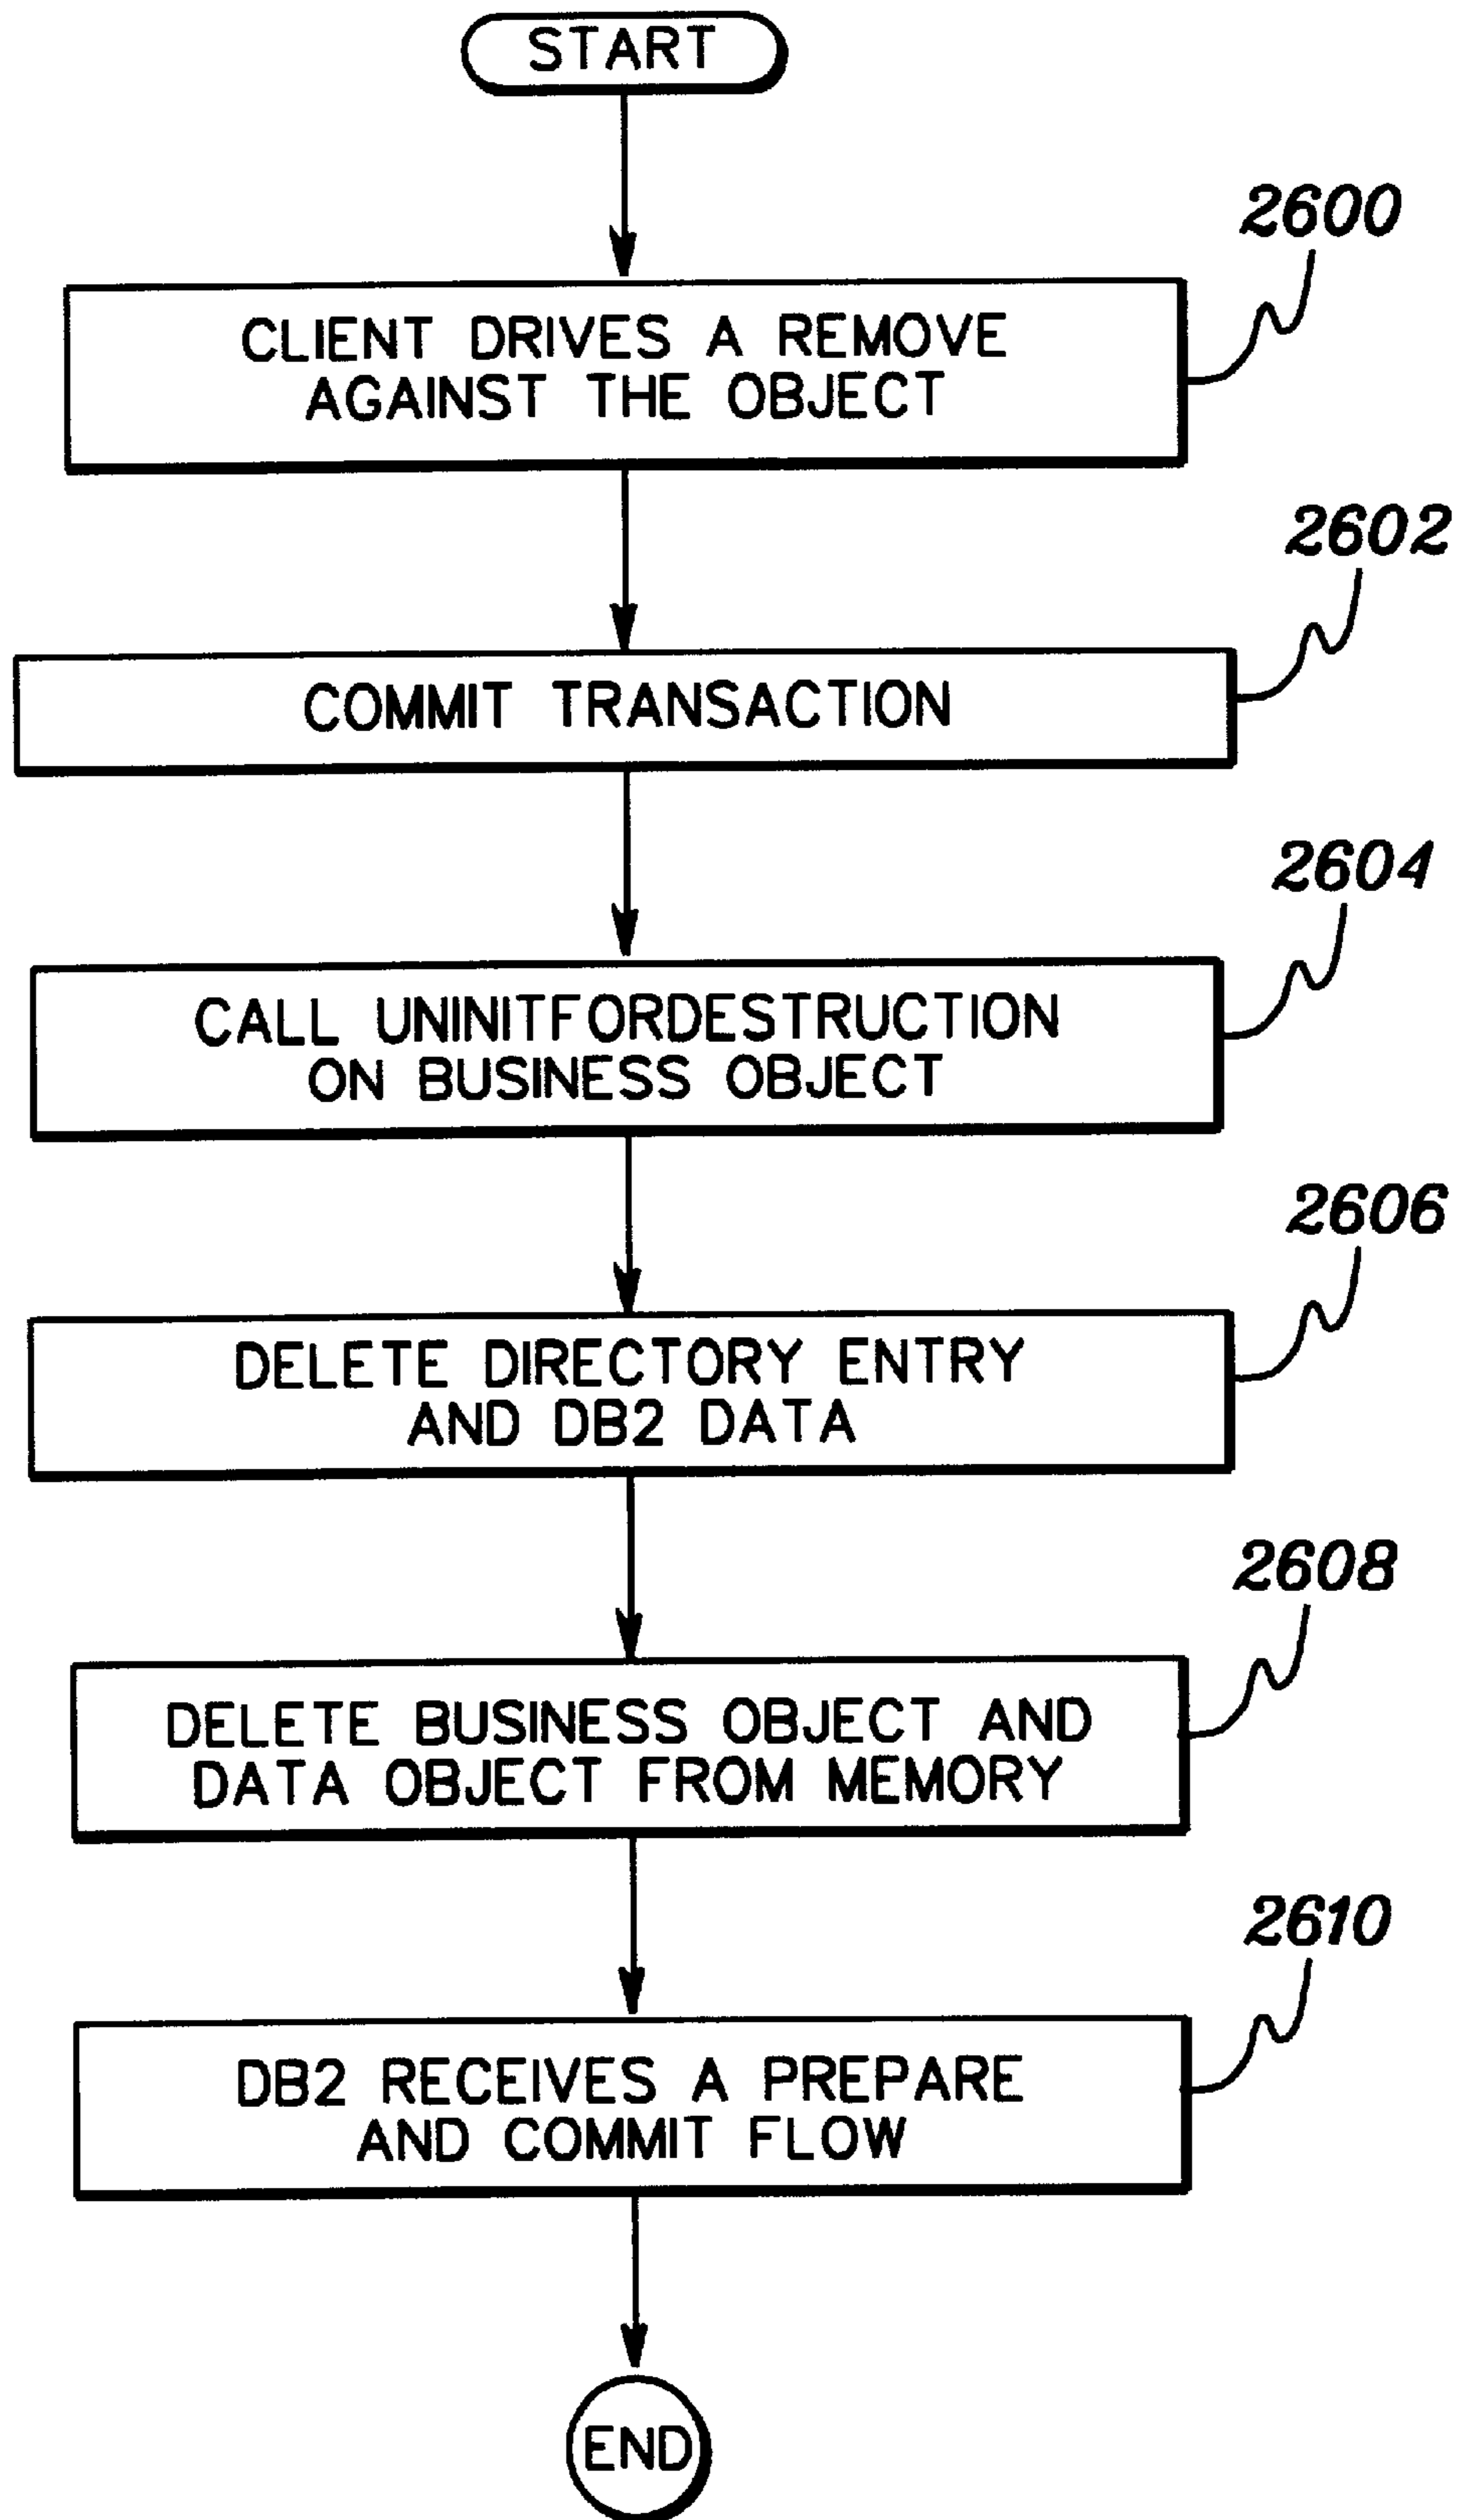 START
2600
CLIENT DRIVES A REMOVE
AGAINST THE OBJECT
2602
COMMIT TRANSACTION
2604
CALL UNINITFORDESTRUCTION
ON BUSINESS OBJECT
2606
DELETE DIRECTORY ENTRY
AND DB2 DATA
2608
DELETE BUSINESS OBJECT AND
DATA OBJECT FROM MEMORY
2610
DB2 RECEIVES A PREPARE
AND COMMIT FLOW
END